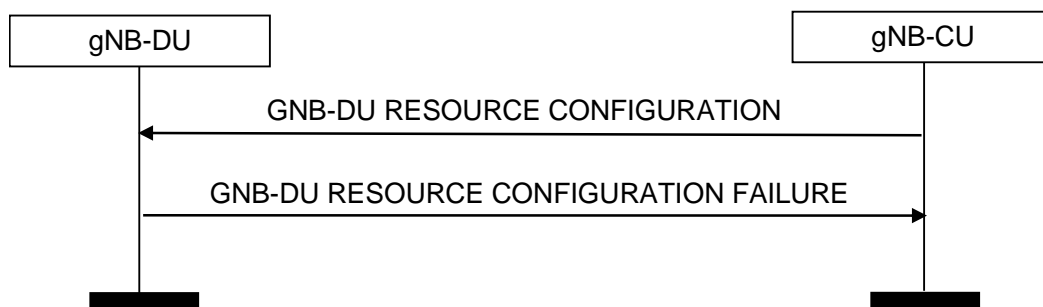 gNB-DU
gNB-CU
GNB-DU RESOURCE CONFIGURATION
GNB-DU RESOURCE CONFIGURATION FAILURE